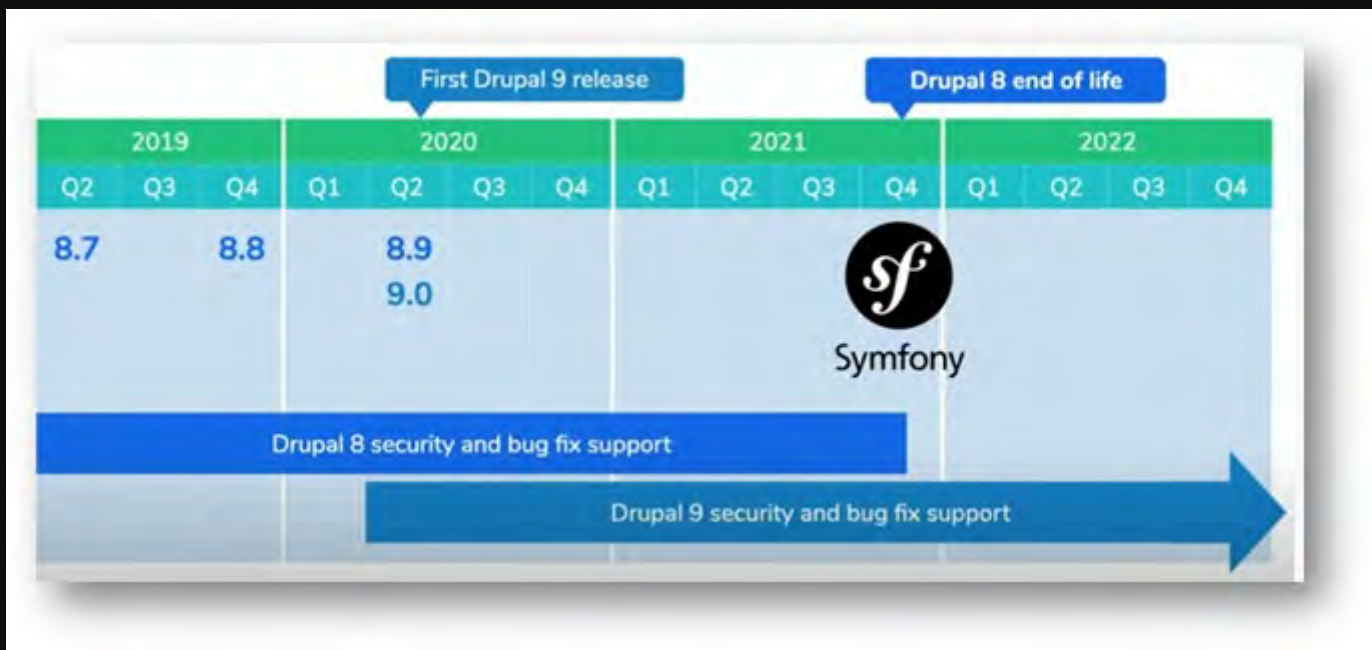 First Drupal 9 release
Drupal 8 end of life
2019 2020 2021 2022
Q2 Q3 Q4 Q1 Q2 Q3 Q4 Q1 Q2 Q3 Q4 Q1 Q2 Q3 Q4
8.7 8.8 8.9
9.0
sf
Symfony
Drupal 8 security and bug fix support
Drupal 9 security and bug fix support